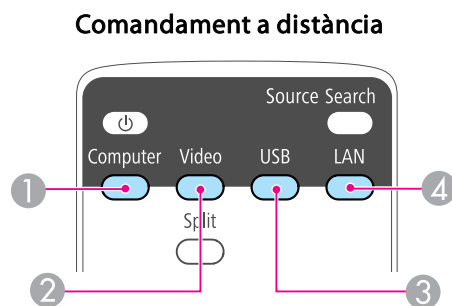 Comandament a distància
Source Search
Computer Video USB LAN
1
4
Split
2
3